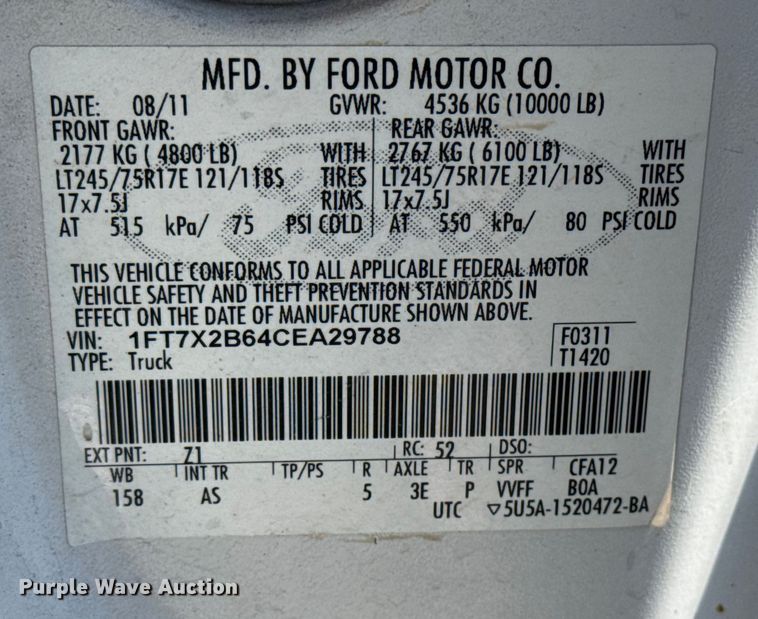 MFD. BY FORD MOTOR CO.
DATE: 08/11 GVWR: 4536 KG (10000 LB)
FRONT GAWR: REAR GAWR:
2177 KG ( 4800 LB) WITH 2767 KG ( 6100 LB) WITH
LT245/75R17E 121/118S TIRES LT245/75R17E 121/118S TIRES
17x7.5J RIMS 17x7.5J RIMS
AT 515 kPa/ 75 PSI COLD AT 550 kPa/ 80 PSI COLD
THIS VEHICLE CONFORMS TO ALL APPLICABLE FEDERAL MOTOR
VEHICLE SAFETY AND THEFT PREVENTION STANDARDS IN
EFFECT ON THE DATE OF MANUFACTURE SHOWN ABOVE.
VIN: 1FT7X2B64CEA29788 F0311
TYPE: Truck T1420
EXT PNT: Z1 RC: 52 DSO:
WB INT TR TP/PS R AXLE TR SPR CFA12
158 AS 5 3E P VVFF BOA
UTC ▽5U5A-1520472-BA
Purple Wave Auction